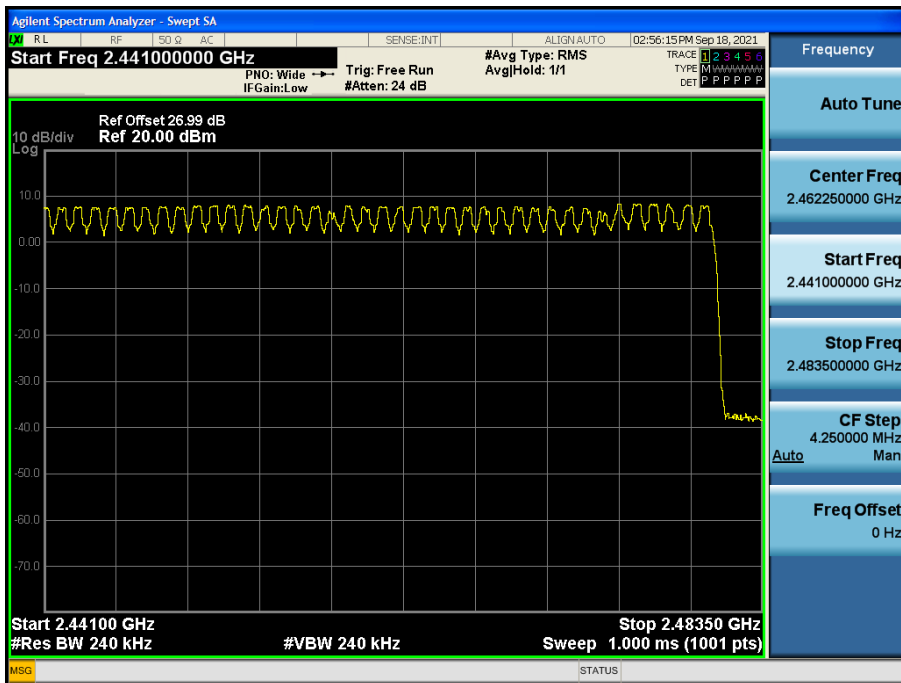 Agilent Spectrum Analyzer - Swept SA
LXI RL RF 50 Ω AC SENSE:INT ALIGN AUTO 02:56:15 PM Sep 18, 2021
Start Freq 2.441000000 GHz
PNO: Wide
IFGain:Low
Trig: Free Run
#Atten: 24 dB
#Avg Type: RMS
Avg|Hold: 1/1
TRACE 1 2 3 4 5 6
TYPE M W W W W W
DET P P P P P P
Frequency
Auto Tune
Center Freq
2.462250000 GHz
Start Freq
2.441000000 GHz
Stop Freq
2.483500000 GHz
CF Step
4.250000 MHz
Auto Man
Freq Offset
0 Hz
Ref Offset 26.99 dB
10 dB/div Ref 20.00 dBm
Log
10.0
0.00
-10.0
-20.0
-30.0
-40.0
-50.0
-60.0
-70.0
Start 2.44100 GHz Stop 2.48350 GHz
#Res BW 240 kHz #VBW 240 kHz Sweep 1.000 ms (1001 pts)
MSG STATUS